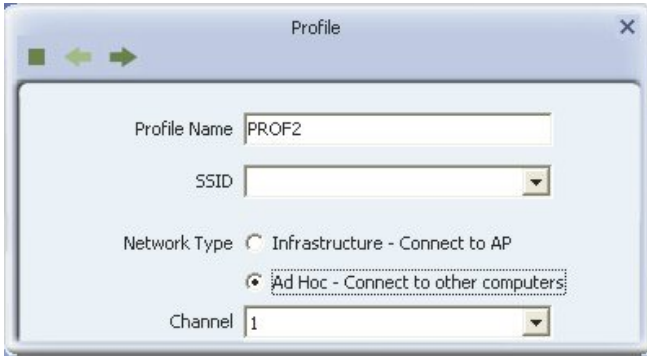 Profile
Profile Name PROF2
SSID
Network Type Infrastructure - Connect to AP
Ad Hoc - Connect to other computers
Channel 1